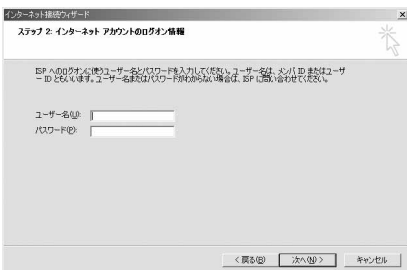 インターネット接続ウィザード
ステップ 2: インターネット アカウントのログオン情報
ISP へのログオンに使うユーザー名とパスワードを入力してください。ユーザー名は、メンバ ID またはユーザ
ー ID ともいいます。ユーザー名またはパスワードがわからない場合は、ISP に問い合わせてください。
ユーザー名(U):
パスワード(P):
< 戻る(B)
次へ(N) >
キャンセル